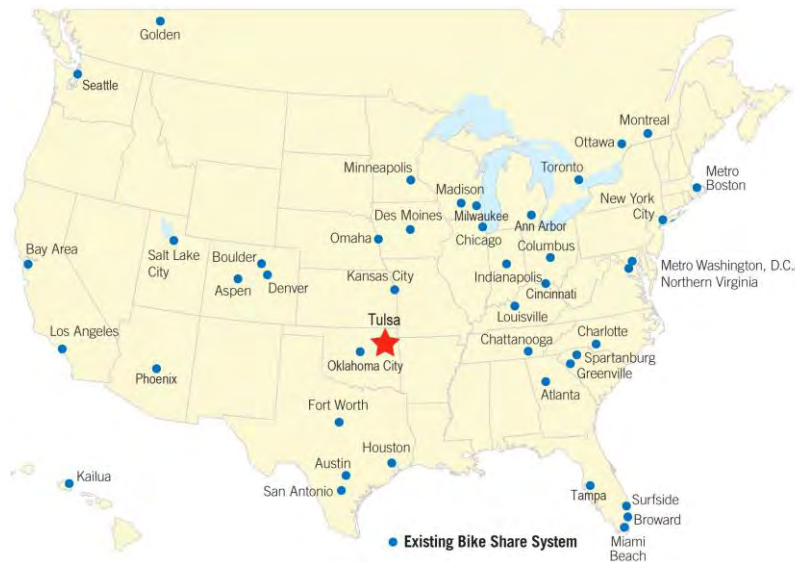 Golden
Seattle
Montreal
Ottawa
Minneapolis
Toronto
Metro
Boston
Madison
New York
City
Des Moines
Milwaukee
Ann Arbor
Bay Area
Salt Lake
City
Omaha
Chicago
Columbus
Boulder
Metro Washington, D.C.
Northern Virginia
Aspen
Denver
Kansas City
Indianapolis
Cincinnati
Louisville
Tulsa
Los Angeles
Chattanooga
Charlotte
Oklahoma City
Spartanburg
Greenville
Phoenix
Atlanta
Fort Worth
Houston
Austin
San Antonio
Kailua
Tampa
Surfside
Broward
Miami
Beach
Existing Bike Share System